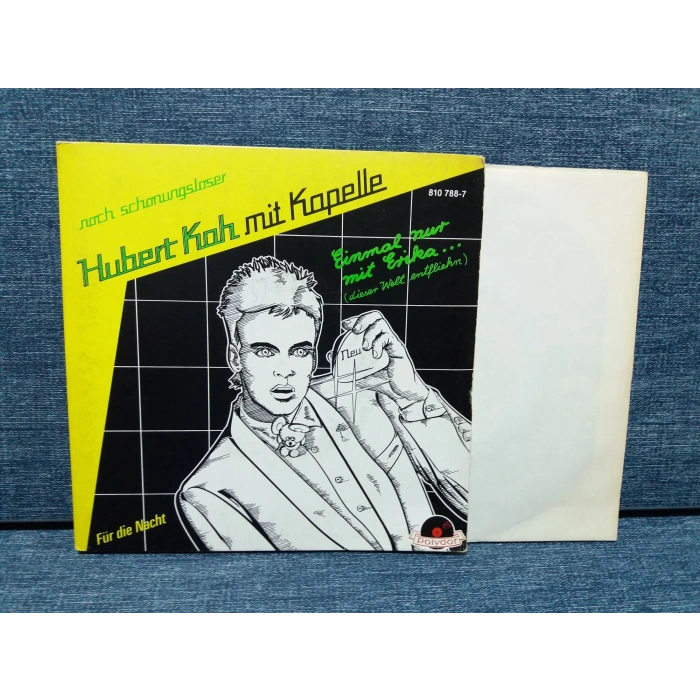 noch schonungsloser
Hubert Kah mit Kapelle
810 788-7
Einmal nur
mit Erika...
(dieser Welt entfliehn)
Neu
Für die Nacht
polydor